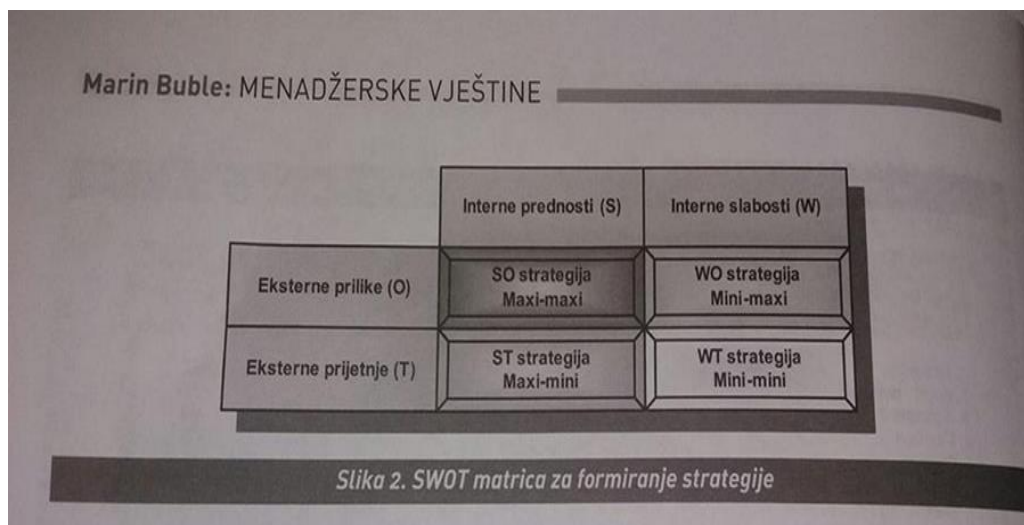 Marin Buble: MENADŽERSKE VJEŠTINE
Interne prednosti (S)
Interne slabosti (W)
Eksterne prilike (O)
SO strategija
Maxi-maxi
WO strategija
Mini-maxi
Eksterne prijetnje (T)
ST strategija
Maxi-mini
WT strategija
Mini-mini
Slika 2. SWOT matrica za formiranje strategije